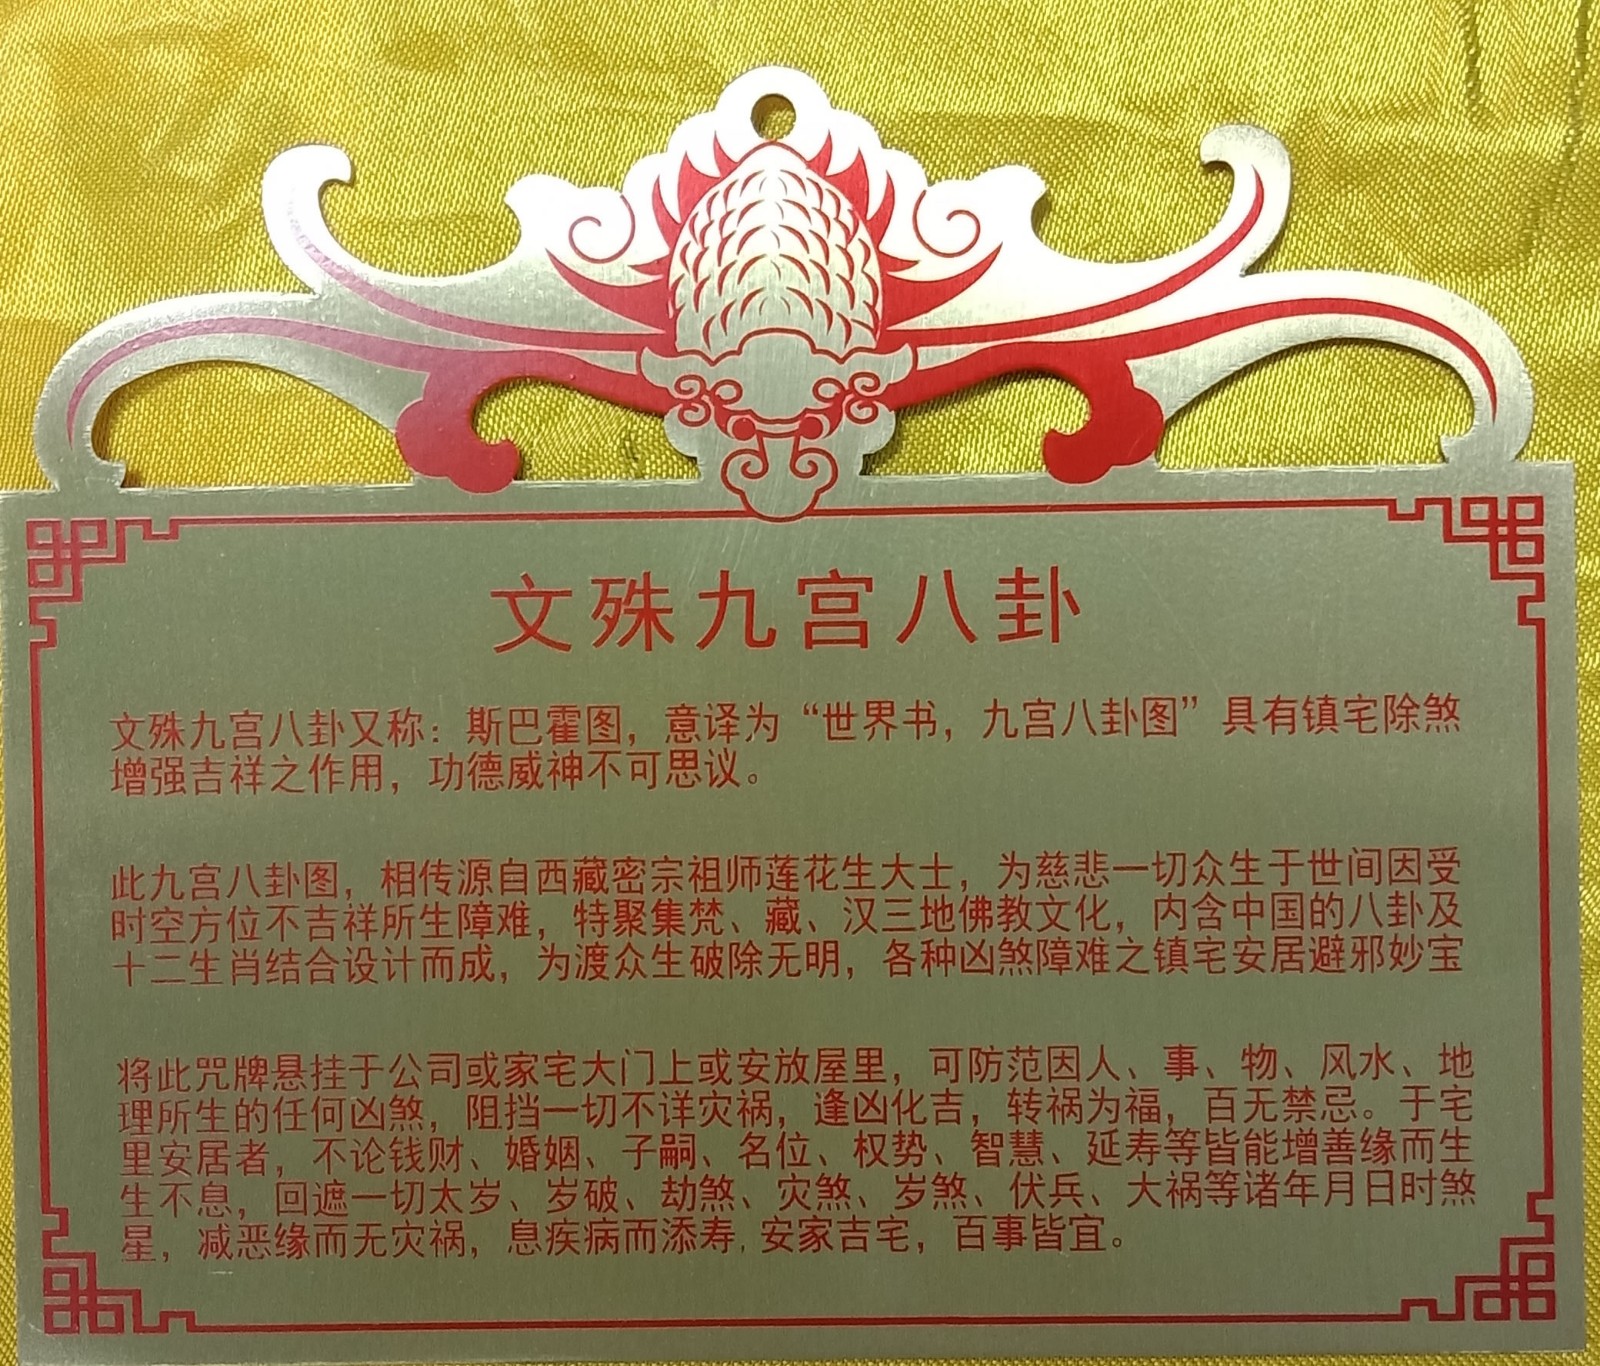 文殊九宫八卦
文殊九宫八卦又称：斯巴霍图，意译为“世界书，九宫八卦图”具有镇宅除煞
增强吉祥之作用，功德威神不可思议。
此九宫八卦图，相传源自西藏密宗祖师莲花生大士，为慈悲一切众生于世间因受
时空方位不吉祥所生障难，特聚集梵、藏、汉三地佛教文化，内含中国的八卦及
十二生肖结合设计而成，为渡众生破除无明，各种凶煞障难之镇宅安居避邪妙宝
将此咒牌悬挂于公司或家宅大门上或安放屋里，可防范因人、事、物、风水、地
理所生的任何凶煞，阻挡一切不详灾祸，逢凶化吉，转祸为福，百无禁忌。于宅
里安居者，不论钱财、婚姻、子嗣、名位、权势、智慧、延寿等皆能增善缘而生
生不息，回遮一切太岁、岁破、劫煞、灾煞、岁煞、伏兵、大祸等诸年月日时煞
星，减恶缘而无灾祸，息疾病而添寿,安家吉宅，百事皆宜。